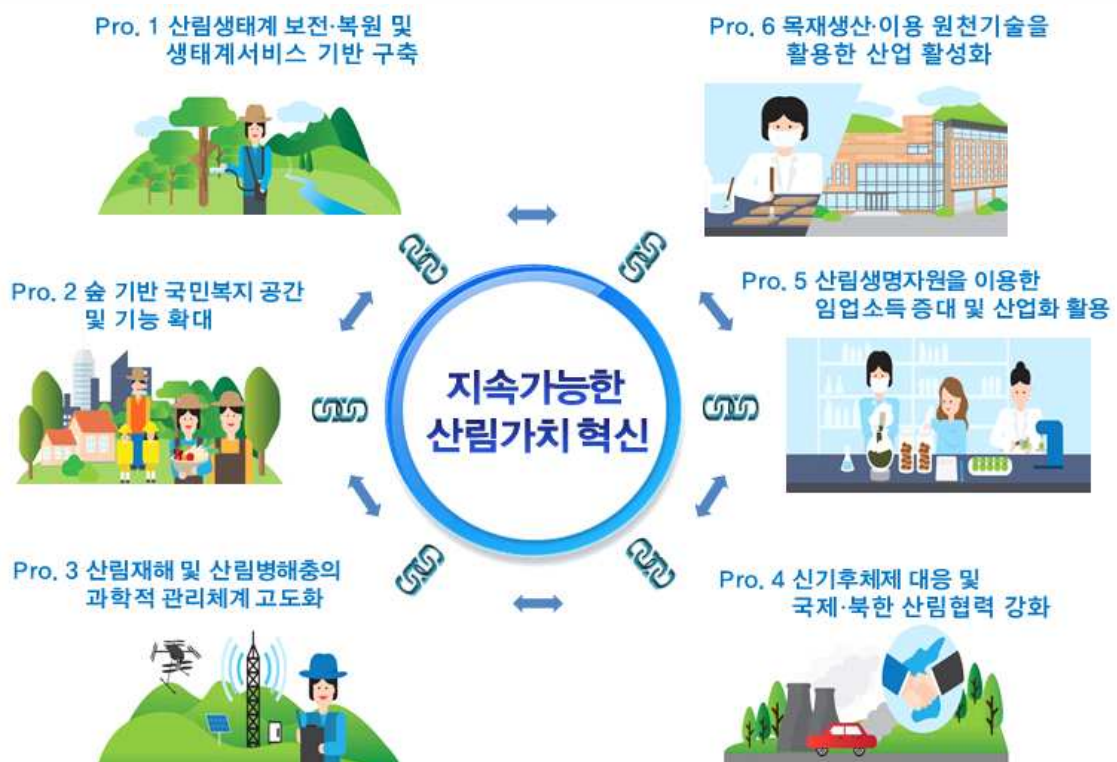 Pro. 1 산림생태계 보전·복원 및
생태계서비스 기반 구축
Pro. 6 목재생산·이용 원천기술을
활용한 산업 활성화
Pro. 2 숲 기반 국민복지 공간
및 기능 확대
Pro. 5 산림생명자원을 이용한
임업소득 증대 및 산업화 활용
지속가능한
산림가치 혁신
Pro. 3 산림재해 및 산림병해충의
과학적 관리체계 고도화
Pro. 4 신기후체제 대응 및
국제·북한 산림협력 강화